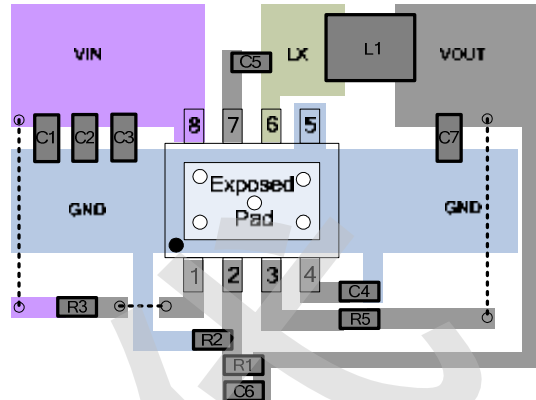 VIN
LX
VOUT
C5
L1
8
7
6
5
C1
C2
C3
C7
GND
Exposed
Pad
GND
1
2
3
4
C4
R3
R5
R2
R1
C6